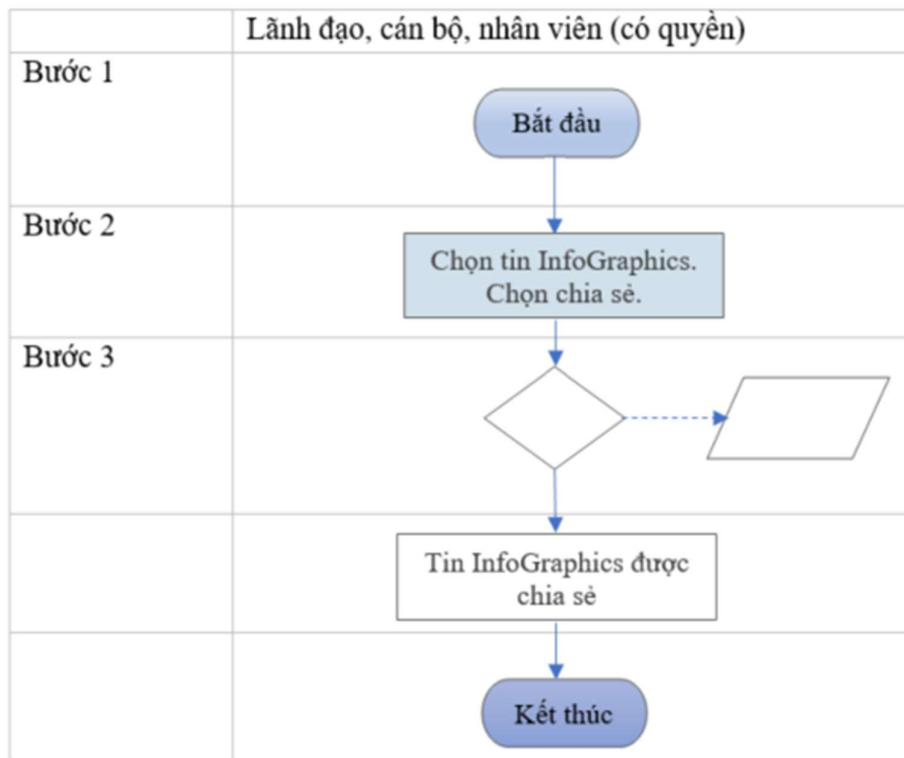 Lãnh đạo, cán bộ, nhân viên (có quyền)
Bước 1
Bắt đầu
Bước 2
Chọn tin InfoGraphics.
Chọn chia sẻ.
Bước 3
Tin InfoGraphics được
chia sẻ
Kết thúc